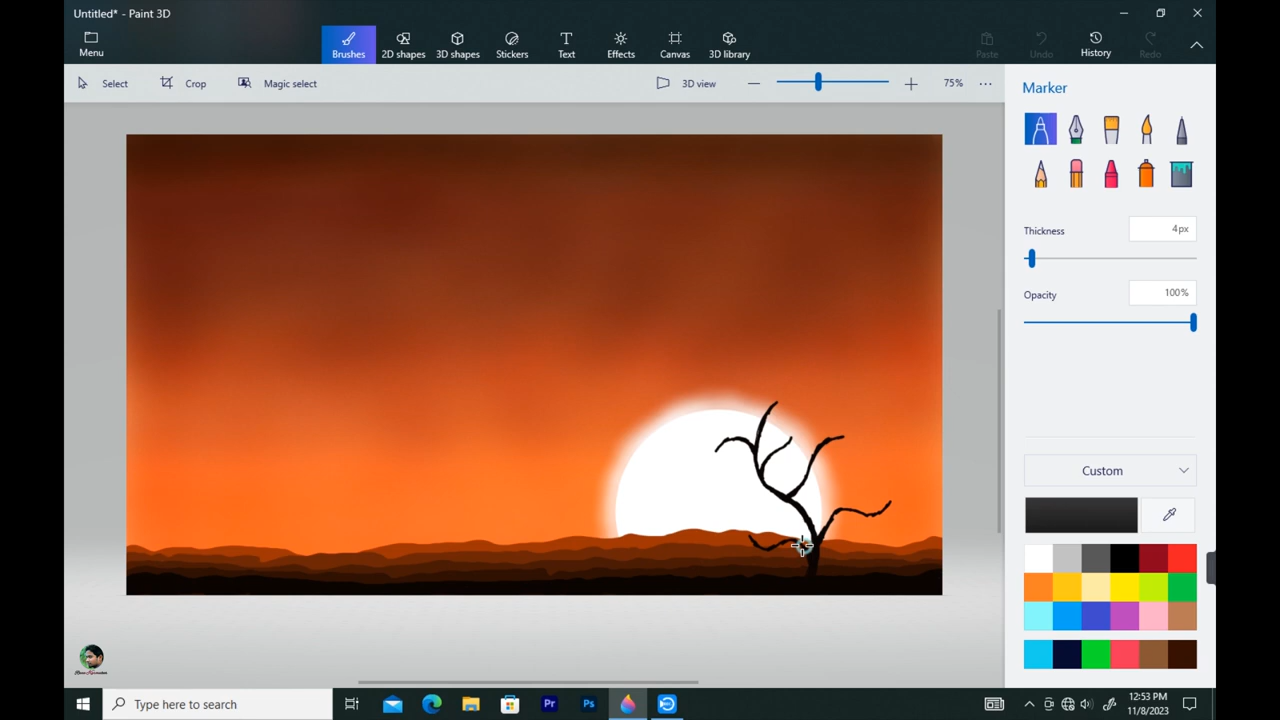 Untitled* - Paint 3D
Menu
Brushes
2D shapes
3D shapes
Stickers
Text
Effects
Canvas
3D library
Paste
Undo
History
Redo
Select
Crop
Magic select
3D view
75%
Marker
Thickness
4px
Opacity
100%
Custom
Type here to search
Pr
Ps
12:53 PM
11/8/2023